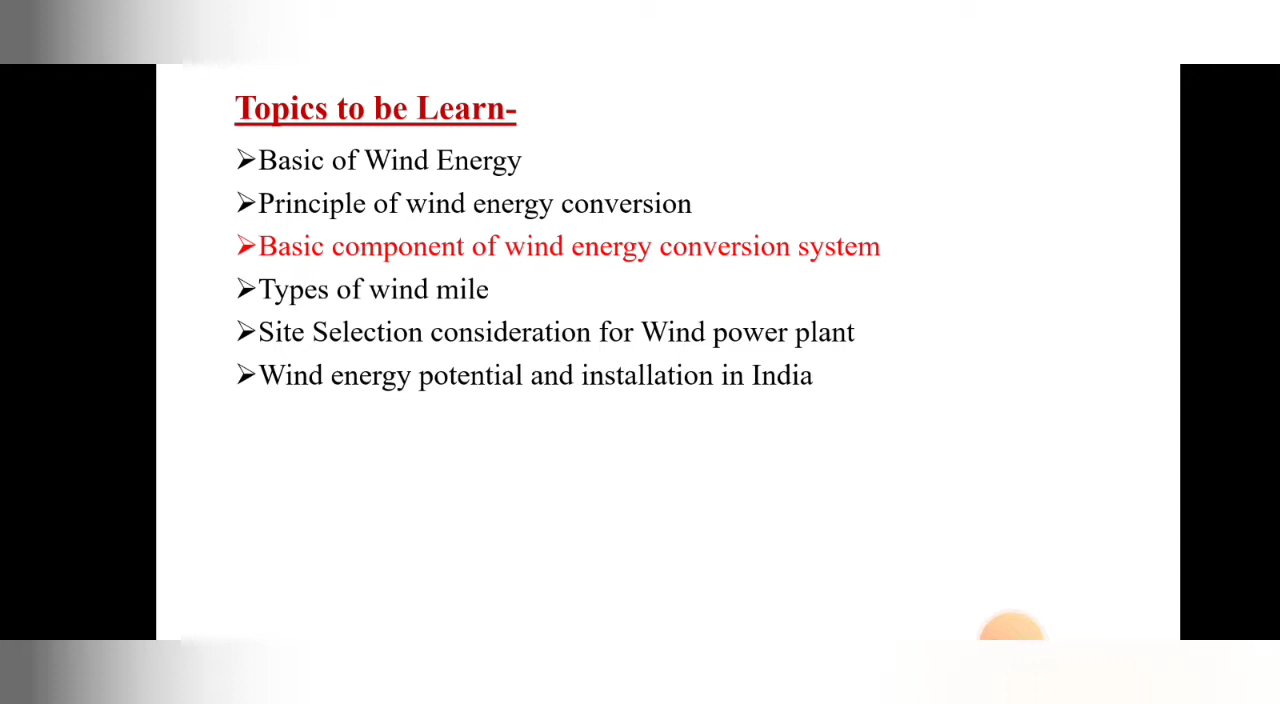 Topics to be Learn-
➢Basic of Wind Energy
➢Principle of wind energy conversion
➢Basic component of wind energy conversion system
➢Types of wind mile
➢Site Selection consideration for Wind power plant
➢Wind energy potential and installation in India